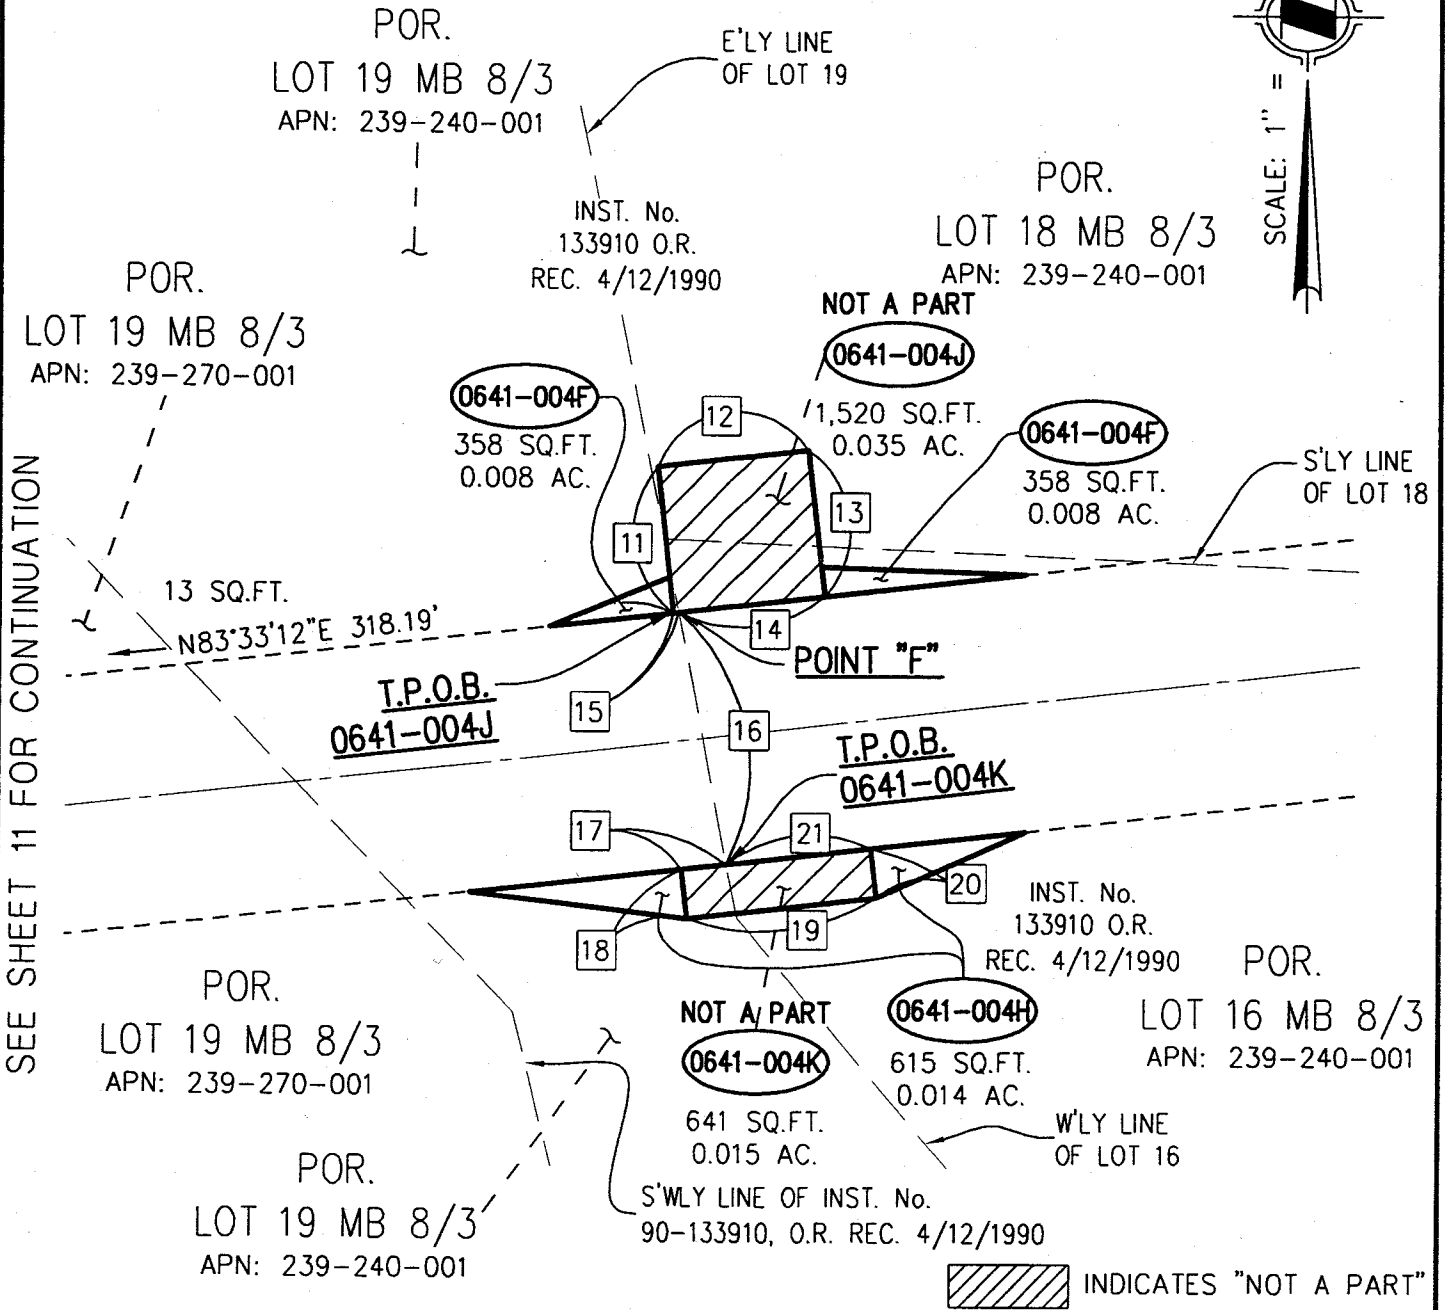 POR.
LOT 19 MB 8/3
APN: 239-240-001
E'LY LINE
OF LOT 19
SCALE: 1" =
INST. No.
133910 O.R.
REC. 4/12/1990
POR.
LOT 18 MB 8/3
APN: 239-240-001
POR.
LOT 19 MB 8/3
APN: 239-270-001
NOT A PART
0641-004J
1,520 SQ.FT.
0.035 AC.
0641-004F
358 SQ.FT.
0.008 AC.
12
0641-004F
358 SQ.FT.
0.008 AC.
S'LY LINE
OF LOT 18
13
11
SEE SHEET 11 FOR CONTINUATION
13 SQ.FT.
N83°33'12"E 318.19'
14
POINT "F"
T.P.O.B.
0641-004J
15
16
T.P.O.B.
0641-004K
17
21
20
18
19
INST. No.
133910 O.R.
REC. 4/12/1990
POR.
LOT 16 MB 8/3
APN: 239-240-001
POR.
LOT 19 MB 8/3
APN: 239-270-001
NOT A PART
0641-004K
641 SQ.FT.
0.015 AC.
0641-004H
615 SQ.FT.
0.014 AC.
W'LY LINE
OF LOT 16
POR.
LOT 19 MB 8/3
APN: 239-240-001
S'WLY LINE OF INST. No.
90-133910, O.R. REC. 4/12/1990
INDICATES "NOT A PART"